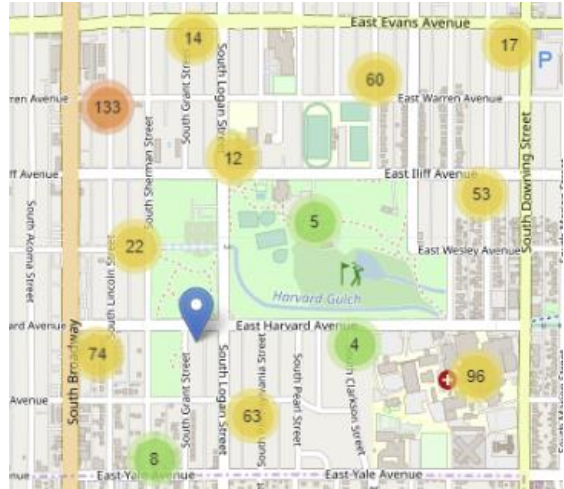 East Evans Avenue
14
17
P
60
South Grant Street
South Logan Street
133
ren Avenue
East Warren Avenue
South Sherman Street
12
ff Avenue
East Iliff Avenue
53
South Downing Street
5
South Acoma Street
22
East Wesley Avenue
South Lincoln Street
Harvard Gulch
ard Avenue
East Harvard Avenue
4
74
South Broadway
96
South Grant Street
South Logan Street
South Pearl Street
Clarkson Street
63
Avenue
8
East Yale Avenue
East Yale Avenue